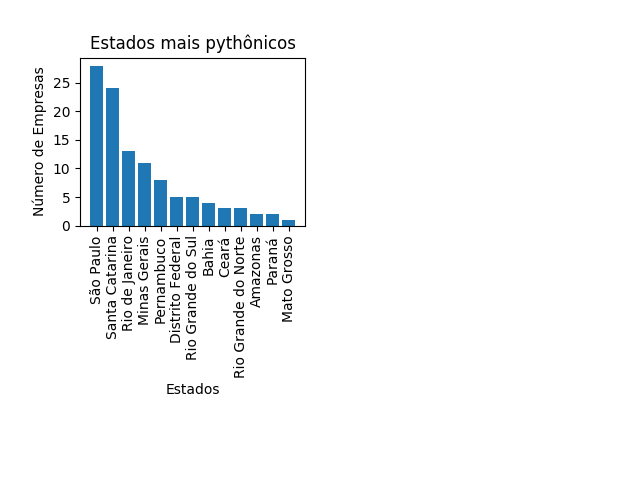 Estados mais pythônicos
Número de Empresas
25
20
15
10
5
0
São Paulo
Santa Catarina
Rio de Janeiro
Minas Gerais
Pernambuco
Distrito Federal
Rio Grande do Sul
Bahia
Ceará
Rio Grande do Norte
Amazonas
Paraná
Mato Grosso
Estados